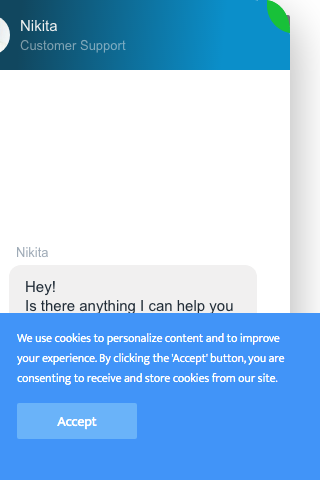 Nikita
Customer Support
Nikita
Hey!
Is there anything I can help you
We use cookies to personalize content and to improve
your experience. By clicking the 'Accept' button, you are
consenting to receive and store cookies from our site.
Accept